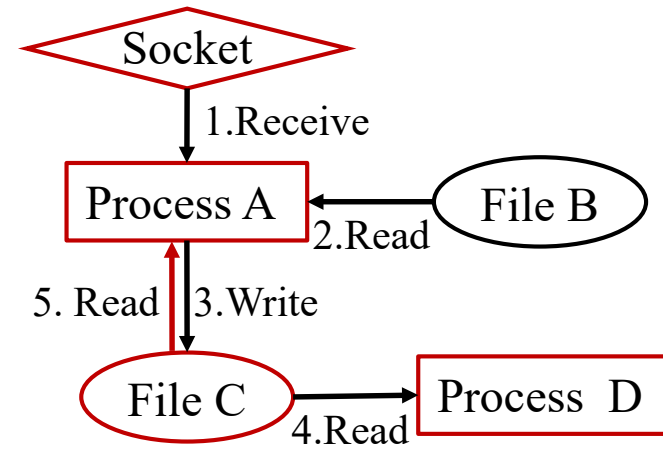 Socket
1.Receive
Process A
File B
2.Read
5. Read
3.Write
File C
Process D
4.Read